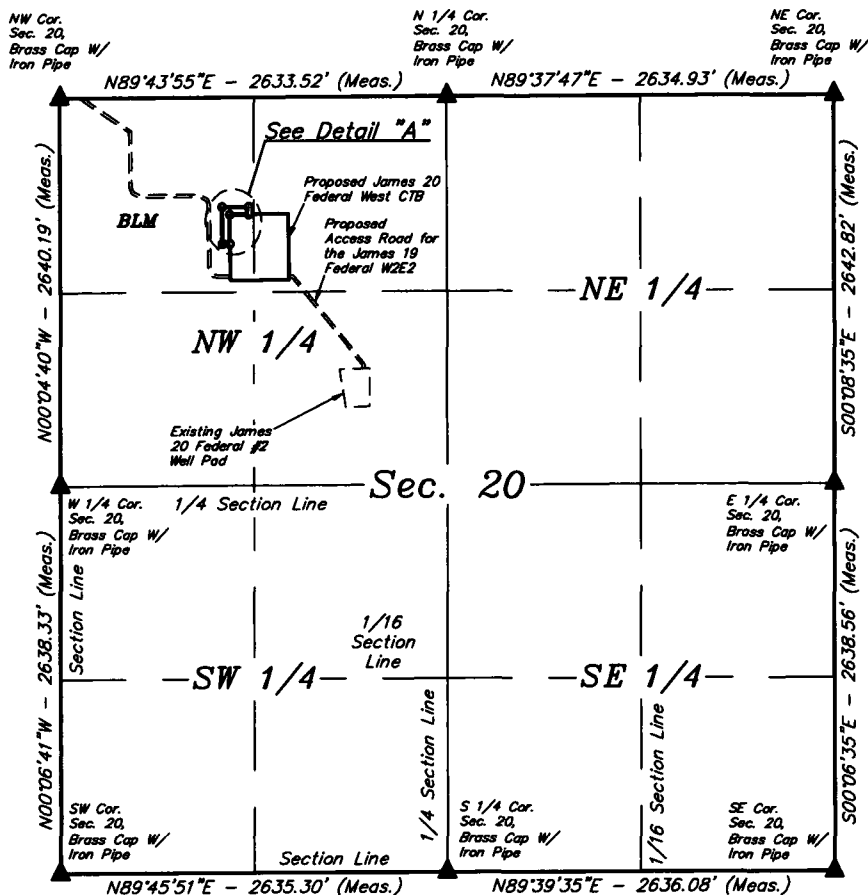 NW Cor.
Sec. 20,
Brass Cap W/
Iron Pipe
N 1/4 Cor.
Sec. 20,
Brass Cap W/
Iron Pipe
NE Cor.
Sec. 20,
Brass Cap W/
Iron Pipe
N89°43'55"E - 2633.52' (Meas.)
N89°37'47"E - 2634.93' (Meas.)
See Detail "A"
Proposed James 20
Federal West CTB
BLM
Proposed
Access Road for
the James 19
Federal W2E2
N00°04'40"W - 2640.19' (Meas.)
S00°08'35"E - 2642.82' (Meas.)
NE 1/4
NW 1/4
Existing James
20 Federal #2
Well Pad
Sec. 20
W 1/4 Cor.
Sec. 20,
Brass Cap W/
Iron Pipe
1/4 Section Line
E 1/4 Cor.
Sec. 20,
Brass Cap W/
Iron Pipe
N00°06'41"W - 2638.33' (Meas.)
Section Line
1/16
Section
Line
SW 1/4
SE 1/4
1/4 Section Line
1/16 Section Line
S00°06'35"E - 2638.56' (Meas.)
SW Cor.
Sec. 20,
Brass Cap W/
Iron Pipe
Section Line
S 1/4 Cor.
Sec. 20,
Brass Cap W/
Iron Pipe
SE Cor.
Sec. 20,
Brass Cap W/
Iron Pipe
N89°45'51"E - 2635.30' (Meas.)
N89°39'35"E - 2636.08' (Meas.)